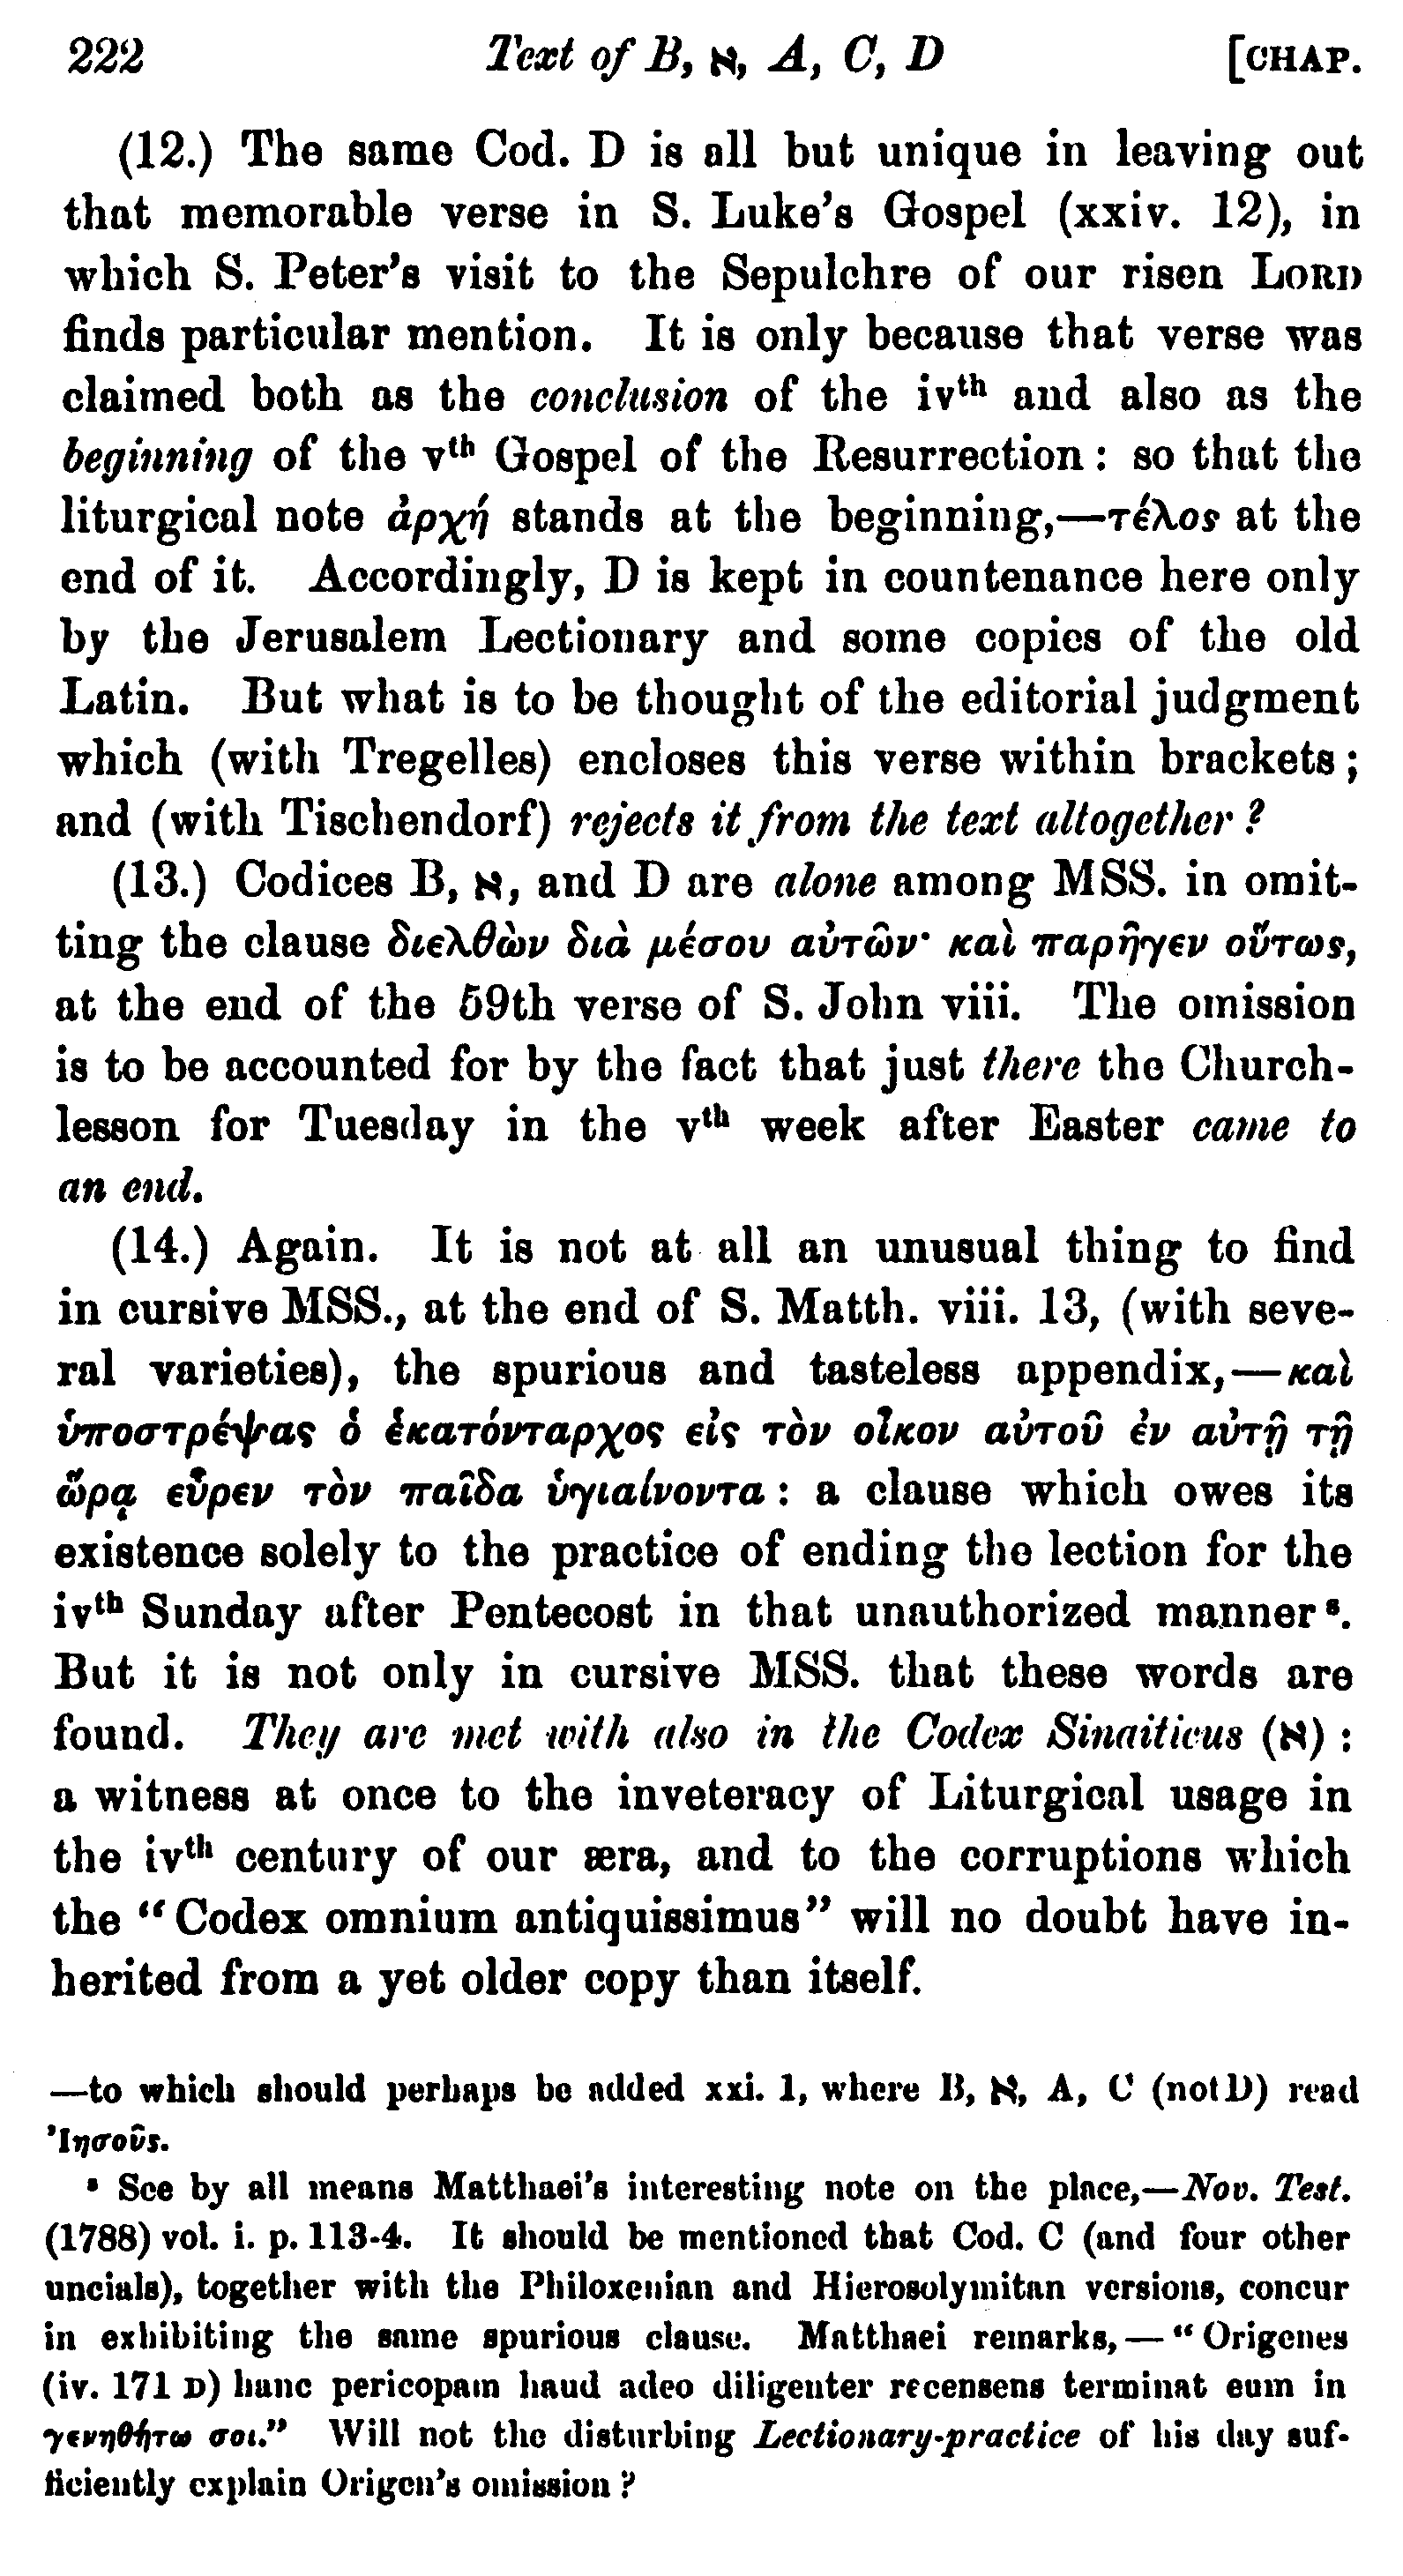 222 Text of B, א, A, C, D [CHAP.
(12.) The same Cod. D is all but unique in leaving out
that memorable verse in S. Luke's Gospel (xxiv. 12), in
which S. Peter's visit to the Sepulchre of our risen LORD
finds particular mention. It is only because that verse was
claimed both as the conclusion of the ivth and also as the
beginning of the vth Gospel of the Resurrection: so that the
liturgical note ἀρχή stands at the beginning,—τέλος at the
end of it. Accordingly, D is kept in countenance here only
by the Jerusalem Lectionary and some copies of the old
Latin. But what is to be thought of the editorial judgment
which (with Tregelles) encloses this verse within brackets;
and (with Tischendorf) rejects it from the text altogether?
(13.) Codices B, א, and D are alone among MSS. in omit-
ting the clause διελθὼν διὰ μέσου αὐτῶν· καὶ παρῆγεν οὕτως,
at the end of the 59th verse of S. John viii. The omission
is to be accounted for by the fact that just there the Church-
lesson for Tuesday in the vth week after Easter came to
an end.
(14.) Again. It is not at all an unusual thing to find
in cursive MSS., at the end of S. Matth. viii. 13, (with seve-
ral varieties), the spurious and tasteless appendix,—καὶ
ὑποστρέψας ὁ ἑκατόνταρχος εἰς τὸν οἶκον αὐτοῦ ἐν αὐτῇ τῇ
ὥρᾳ εὗρεν τὸν παῖδα ὑγιαίνοντα: a clause which owes its
existence solely to the practice of ending the lection for the
ivth Sunday after Pentecost in that unauthorized manner s.
But it is not only in cursive MSS. that these words are
found. They are met with also in the Codex Sinaiticus (א):
a witness at once to the inveteracy of Liturgical usage in
the ivth century of our æra, and to the corruptions which
the "Codex omnium antiquissimus" will no doubt have in-
herited from a yet older copy than itself.
—to which should perhaps be added xxi. 1, where B, א, A, C (not D) read
Ἰησοῦς.
s See by all means Matthaei's interesting note on the place,—Nov. Test.
(1788) vol. i. p. 113-4. It should be mentioned that Cod. C (and four other
uncials), together with the Philoxenian and Hierosolymitan versions, concur
in exhibiting the same spurious clause. Matthaei remarks,—"Origenes
(iv. 171 D) hanc pericopam haud adeo diligenter recensens terminat eum in
γενηθήτω σοι." Will not the disturbing Lectionary-practice of his day suf-
ficiently explain Origen's omission?